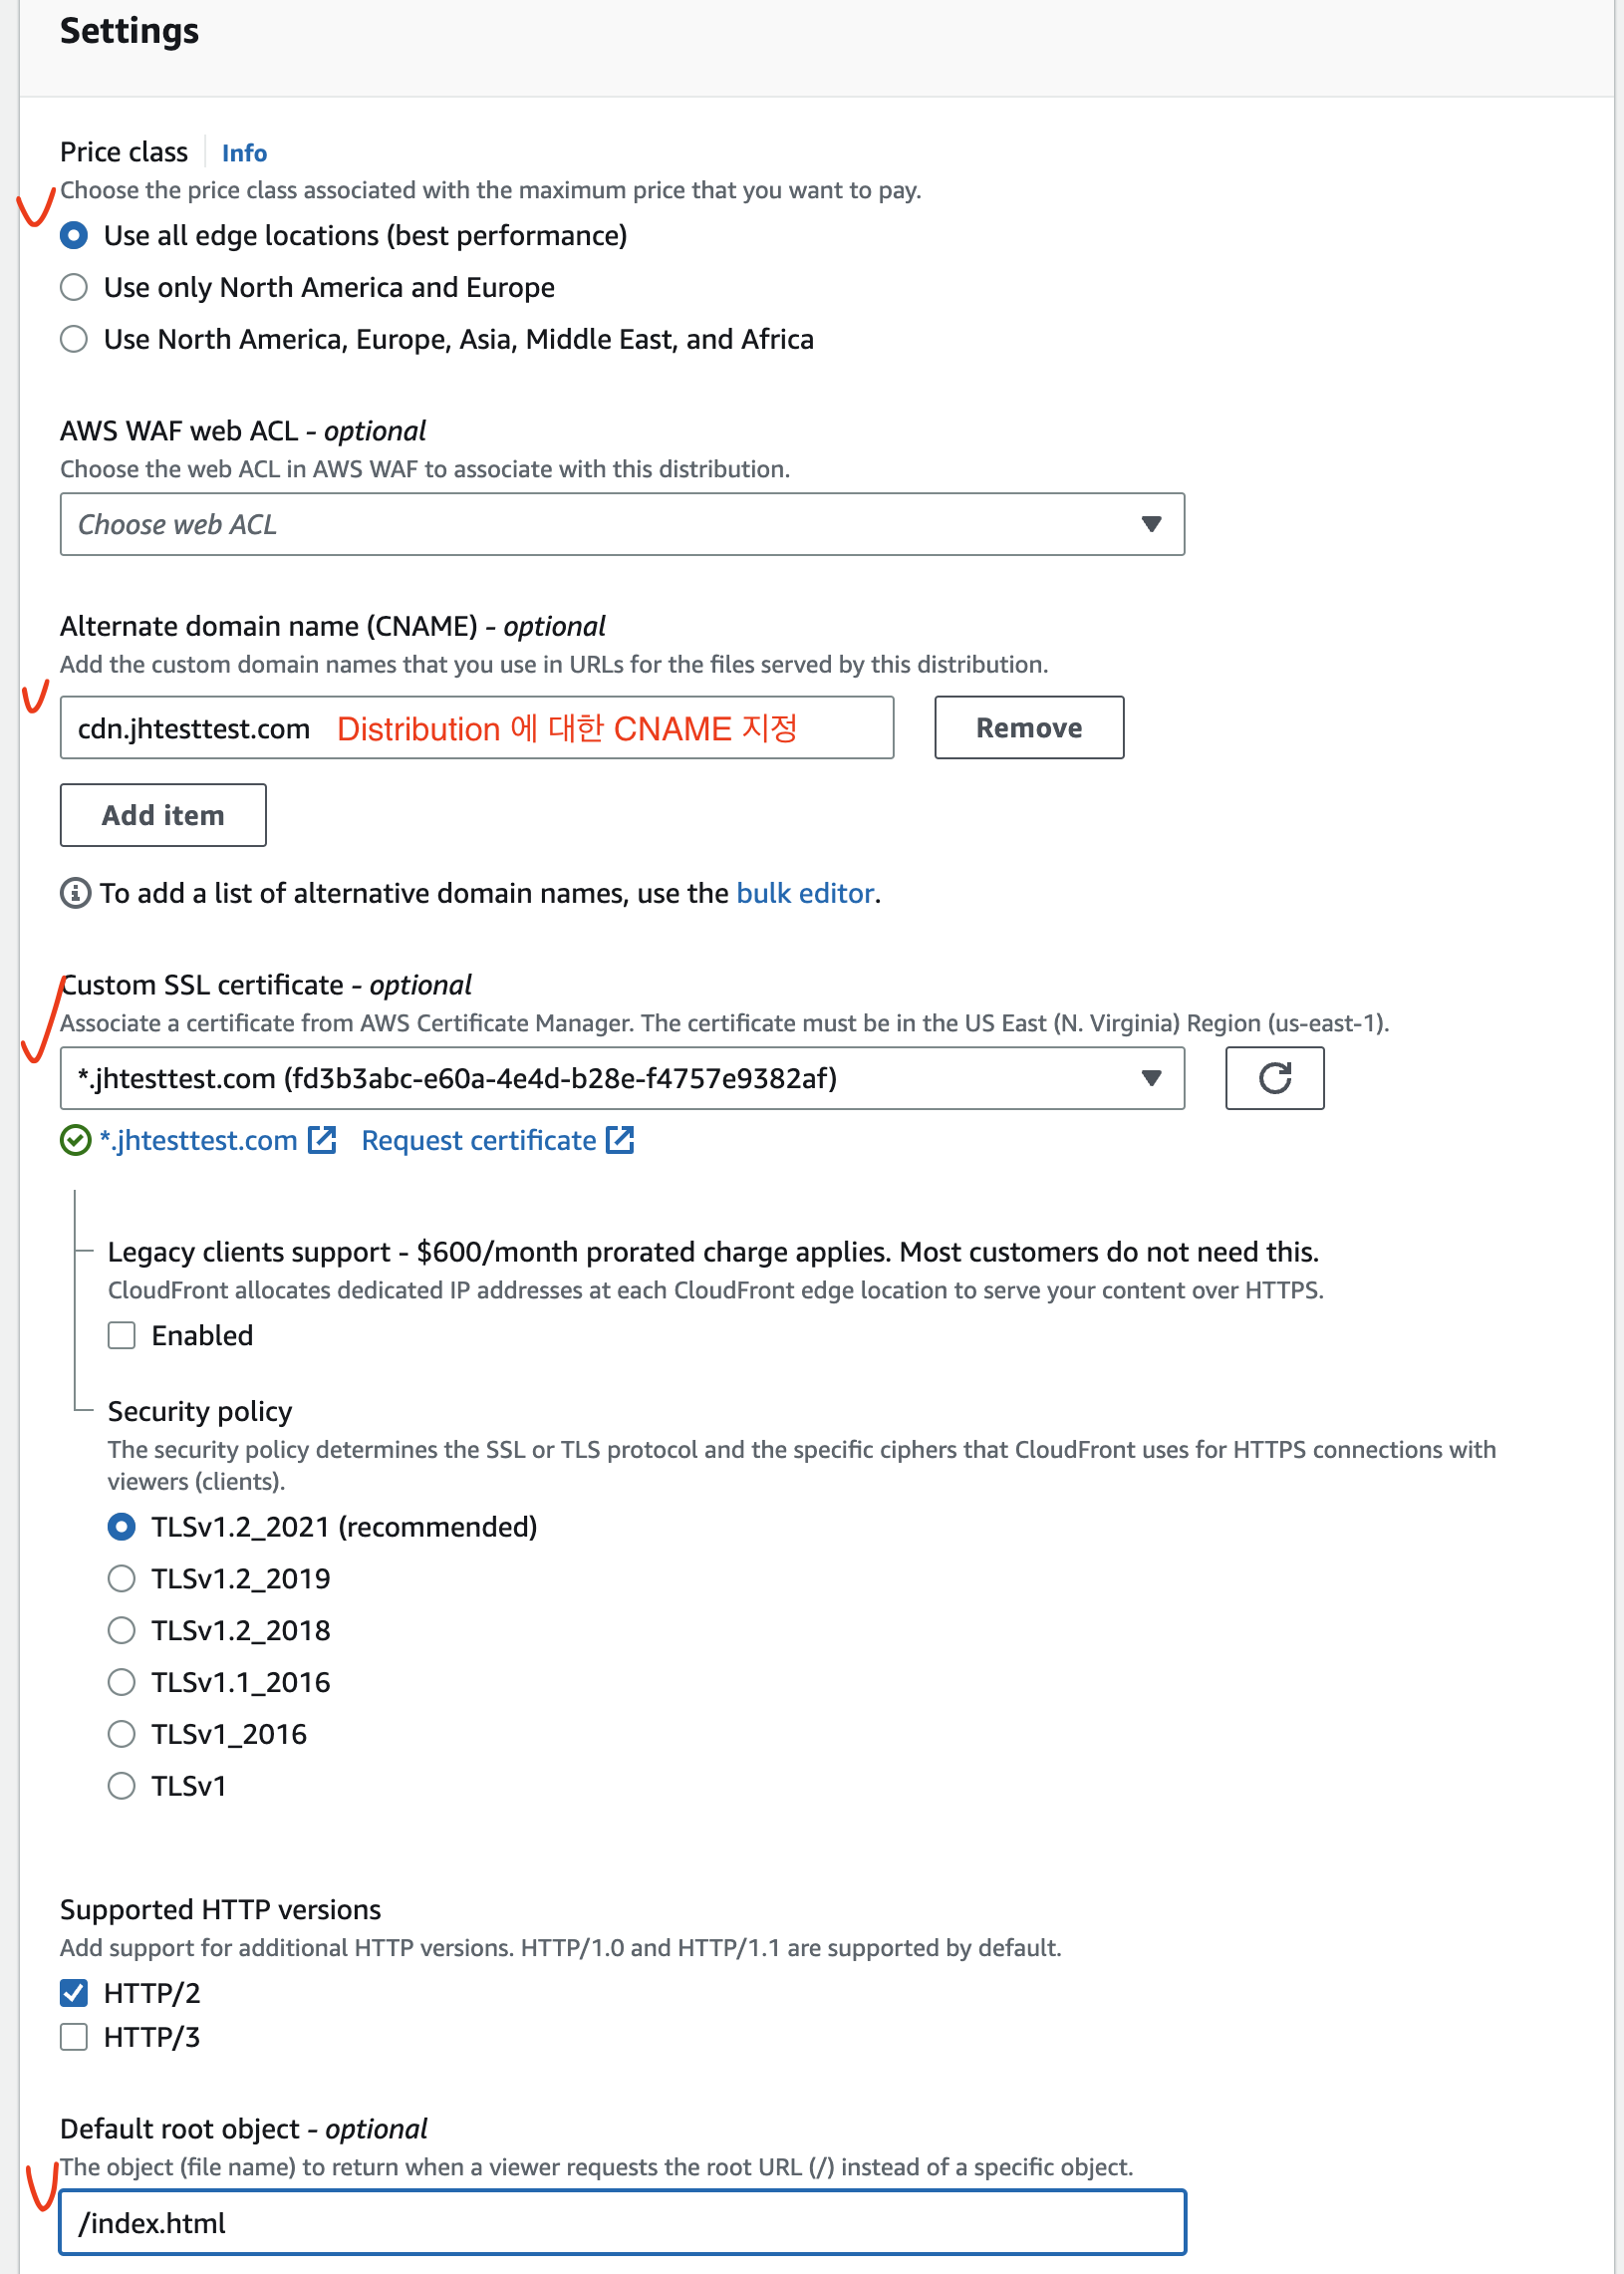 Settings
Price class
Info
Choose the price class associated with the maximum price that you want to pay.
Use all edge locations (best performance)
Use only North America and Europe
Use North America, Europe, Asia, Middle East, and Africa
AWS WAF web ACL - optional
Choose the web ACL in AWS WAF to associate with this distribution.
Choose web ACL
Alternate domain name (CNAME) - optional
Add the custom domain names that you use in URLs for the files served by this distribution.
cdn.jhtesttest.com Distribution 에 대한 CNAME 지정
Remove
Add item
To add a list of alternative domain names, use the bulk editor.
Custom SSL certificate - optional
Associate a certificate from AWS Certificate Manager. The certificate must be in the US East (N. Virginia) Region (us-east-1).
*.jhtesttest.com (fd3b3abc-e60a-4e4d-b28e-f4757e9382af)
*.jhtesttest.com
Request certificate
Legacy clients support - $600/month prorated charge applies. Most customers do not need this.
CloudFront allocates dedicated IP addresses at each CloudFront edge location to serve your content over HTTPS.
Enabled
Security policy
The security policy determines the SSL or TLS protocol and the specific ciphers that CloudFront uses for HTTPS connections with
viewers (clients).
TLSv1.2_2021 (recommended)
TLSv1.2_2019
TLSv1.2_2018
TLSv1.1_2016
TLSv1_2016
TLSv1
Supported HTTP versions
Add support for additional HTTP versions. HTTP/1.0 and HTTP/1.1 are supported by default.
HTTP/2
HTTP/3
Default root object - optional
The object (file name) to return when a viewer requests the root URL (/) instead of a specific object.
/index.html